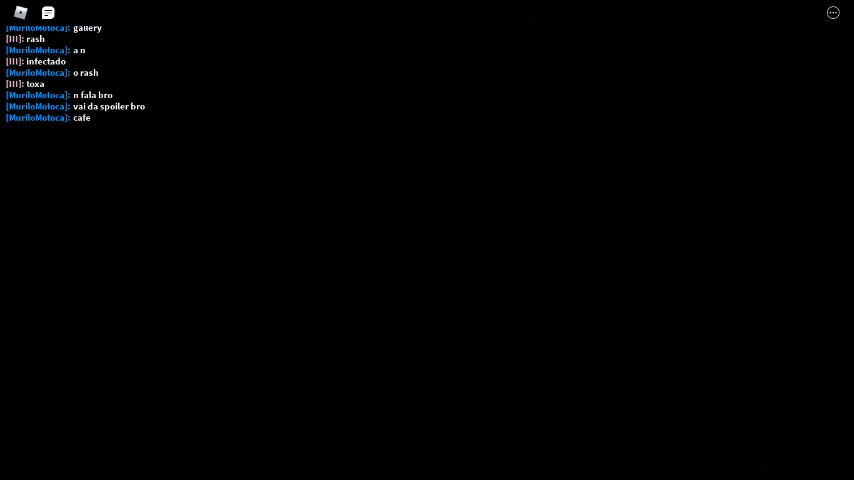 [MuriloMotoca]: gallery
[III]: rash
[MuriloMotoca]: a n
[III]: infectado
[MuriloMotoca]: o rash
[III]: toxa
[MuriloMotoca]: n fala bro
[MuriloMotoca]: vai da spoiler bro
[MuriloMotoca]: cafe